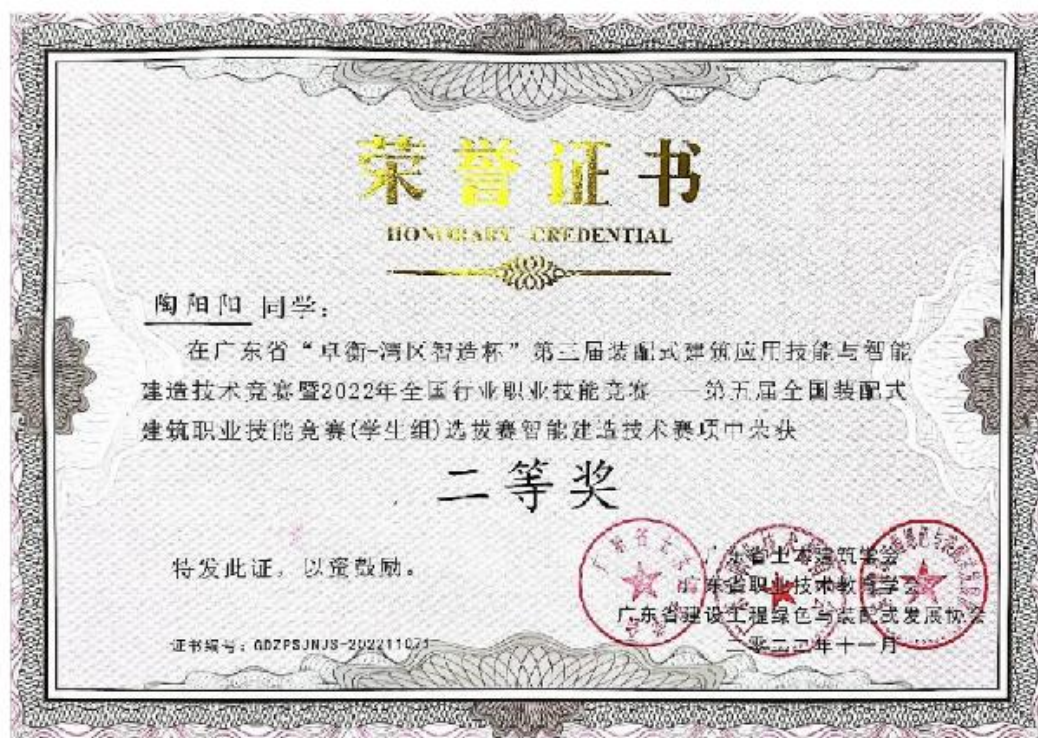 荣誉证书
HONORARY CREDENTIAL
陶阳阳 同学：
在广东省“卓衡-湾区智造杯”第三届装配式建筑应用技能与智能
建造技术竞赛暨2022年全国行业职业技能竞赛——第五届全国装配式
建筑职业技能竞赛(学生组)选拔赛智能建造技术赛项中荣获
二等奖
特发此证，以资鼓励。
广东省土木建筑学会
广东省职业技术教育学会
广东省建设工程绿色与装配式发展协会
二零二二年十一月
证书编号：GDZPSJNJS-202211071